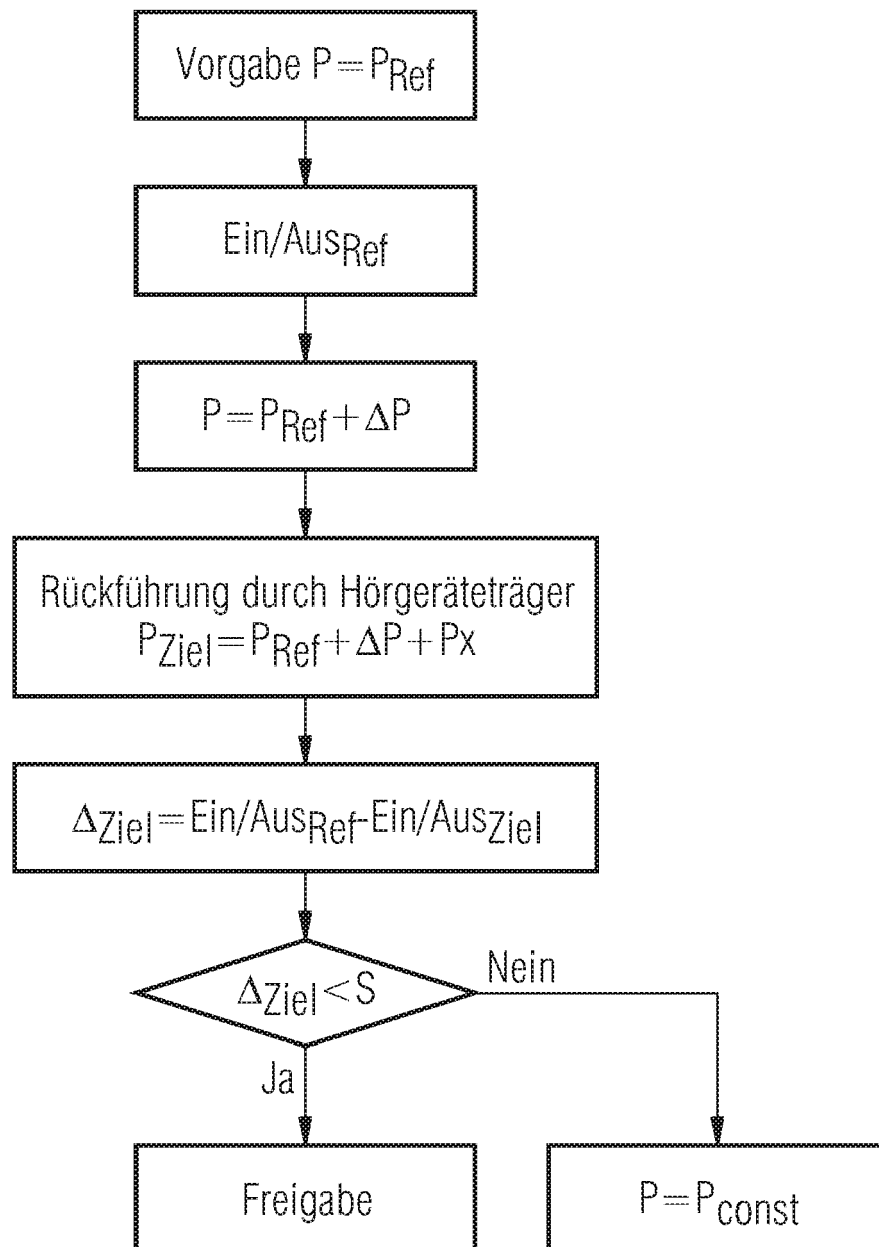 Vorgabe P=P_Ref
Ein/Aus_Ref
P=P_Ref+ΔP
Rückführung durch Hörgeräteträger
P_Ziel=P_Ref+ΔP+Px
Δ_Ziel=Ein/Aus_Ref-Ein/Aus_Ziel
Δ_Ziel<S
Nein
Ja
Freigabe
P=P_const